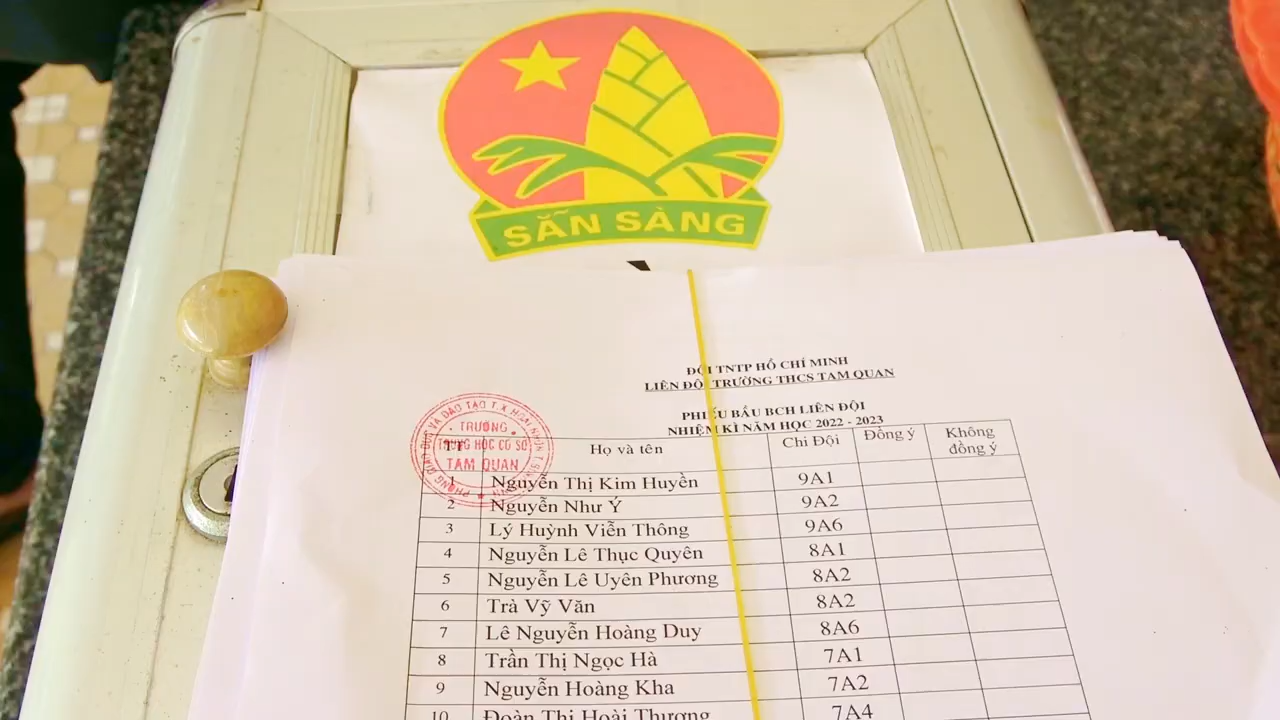 SẴN SÀNG
ĐỘI TNTP HỒ CHÍ MINH
LIÊN ĐỘI TRƯỜNG THCS TAM QUAN
PHIẾU BẦU BCH LIÊN ĐỘI
NHIỆM KÌ NĂM HỌC 2022 - 2023
TRƯỜNG
TRUNG HỌC CƠ SỞ
TAM QUAN
TT Họ và tên Chi Đội Đồng ý Không đồng ý
1 Nguyễn Thị Kim Huyền 9A1
2 Nguyễn Như Ý 9A2
3 Lý Huỳnh Viễn Thông 9A6
4 Nguyễn Lê Thục Quyên 8A1
5 Nguyễn Lê Uyên Phương 8A2
6 Trà Vỹ Văn 8A2
7 Lê Nguyễn Hoàng Duy 8A6
8 Trần Thị Ngọc Hà 7A1
9 Nguyễn Hoàng Kha 7A2
10 Đoàn Thị Hoài Thương 7A4